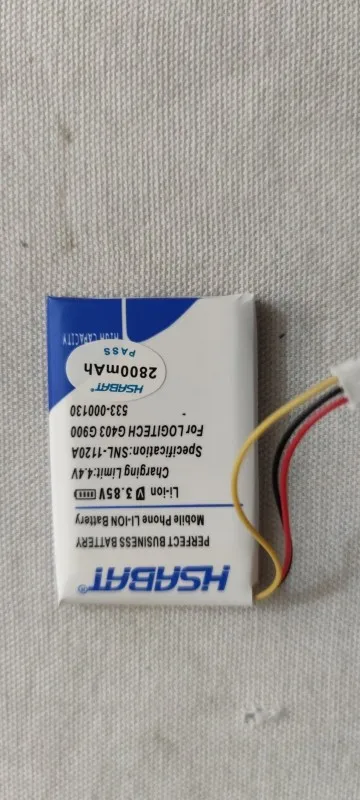 HSABAT®
PERFECT BUSINESS BATTERY
Mobile Phone Li-ION Battery
Li-ion 3.85V
Charging Limit:4.4V
Specification:SNL-1120A
For LOGITECH G403 G900
533-000130
HSABAT®
2800mAh
PASS
HIGH CAPACITY